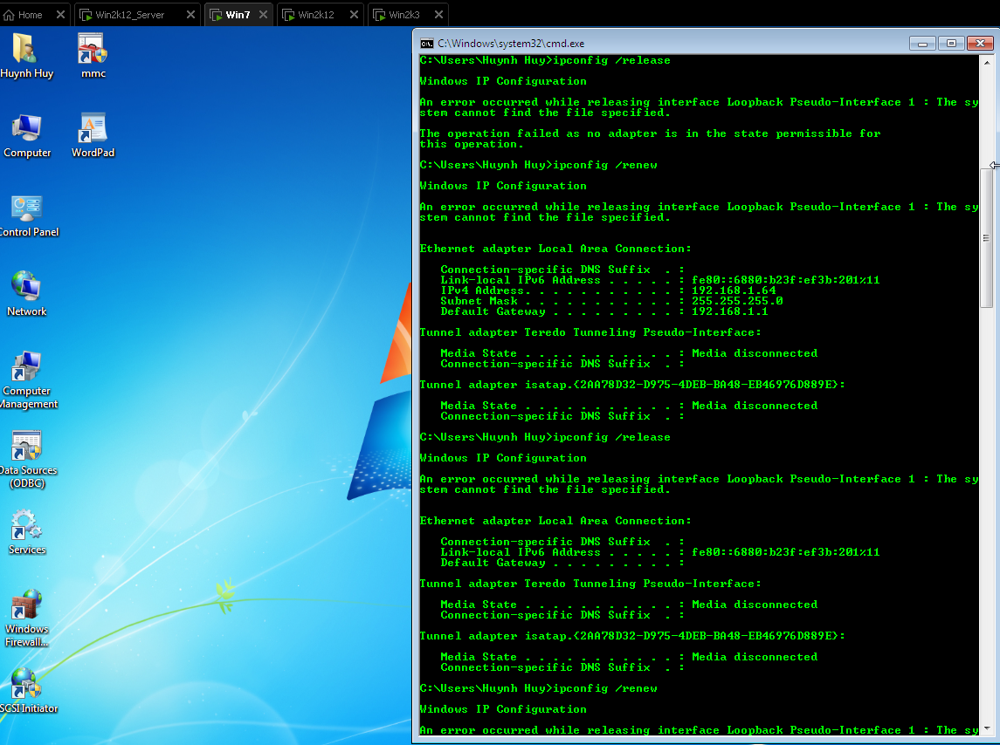 Home
Win2k12_Server
Win7
Win2k12
Win2k3
Huynh Huy
mmc
Computer
WordPad
Control Panel
Network
Computer
Management
Data Sources
(ODBC)
Services
Windows
Firewall...
SCSI Initiator
C:\Windows\system32\cmd.exe
C:\Users\Huynh Huy>ipconfig /release
Windows IP Configuration
An error occurred while releasing interface Loopback Pseudo-Interface 1 : The sy
stem cannot find the file specified.
The operation failed as no adapter is in the state permissible for
this operation.
C:\Users\Huynh Huy>ipconfig /renew
Windows IP Configuration
An error occurred while releasing interface Loopback Pseudo-Interface 1 : The sy
stem cannot find the file specified.
Ethernet adapter Local Area Connection:
Connection-specific DNS Suffix  . :
Link-local IPv6 Address . . . . . : fe80::6880:b23f:ef3b:201%11
IPv4 Address. . . . . . . . . . . : 192.168.1.64
Subnet Mask . . . . . . . . . . . : 255.255.255.0
Default Gateway . . . . . . . . . : 192.168.1.1
Tunnel adapter Teredo Tunneling Pseudo-Interface:
Media State . . . . . . . . . . . : Media disconnected
Connection-specific DNS Suffix  . :
Tunnel adapter isatap.{2AA78D32-D975-4DEB-BA48-EB46976D889E}:
Media State . . . . . . . . . . . : Media disconnected
Connection-specific DNS Suffix  . :
C:\Users\Huynh Huy>ipconfig /release
Windows IP Configuration
An error occurred while releasing interface Loopback Pseudo-Interface 1 : The sy
stem cannot find the file specified.
Ethernet adapter Local Area Connection:
Connection-specific DNS Suffix  . :
Link-local IPv6 Address . . . . . : fe80::6880:b23f:ef3b:201%11
Default Gateway . . . . . . . . . :
Tunnel adapter Teredo Tunneling Pseudo-Interface:
Media State . . . . . . . . . . . : Media disconnected
Connection-specific DNS Suffix  . :
Tunnel adapter isatap.{2AA78D32-D975-4DEB-BA48-EB46976D889E}:
Media State . . . . . . . . . . . : Media disconnected
Connection-specific DNS Suffix  . :
C:\Users\Huynh Huy>ipconfig /renew
Windows IP Configuration
An error occurred while releasing interface Loopback Pseudo-Interface 1 : The sy